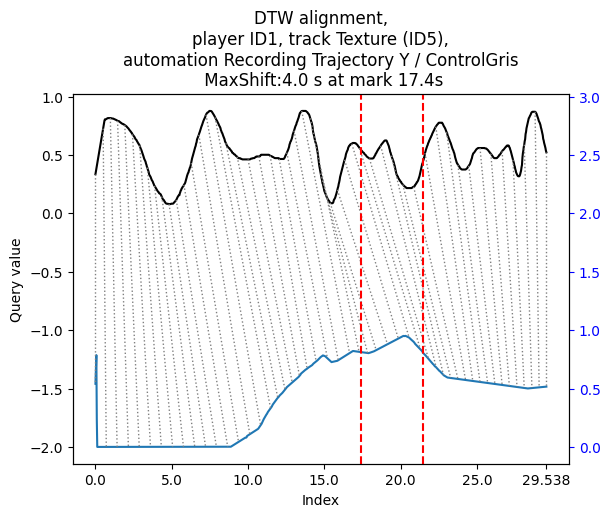 DTW alignment,
player ID1, track Texture (ID5),
automation Recording Trajectory Y / ControlGris
MaxShift:4.0 s at mark 17.4s
1.0
0.5
0.0
−0.5
−1.0
−1.5
−2.0
Query value
3.0
2.5
2.0
1.5
1.0
0.5
0.0
0.0 5.0 10.0 15.0 20.0 25.0 29.538
Index